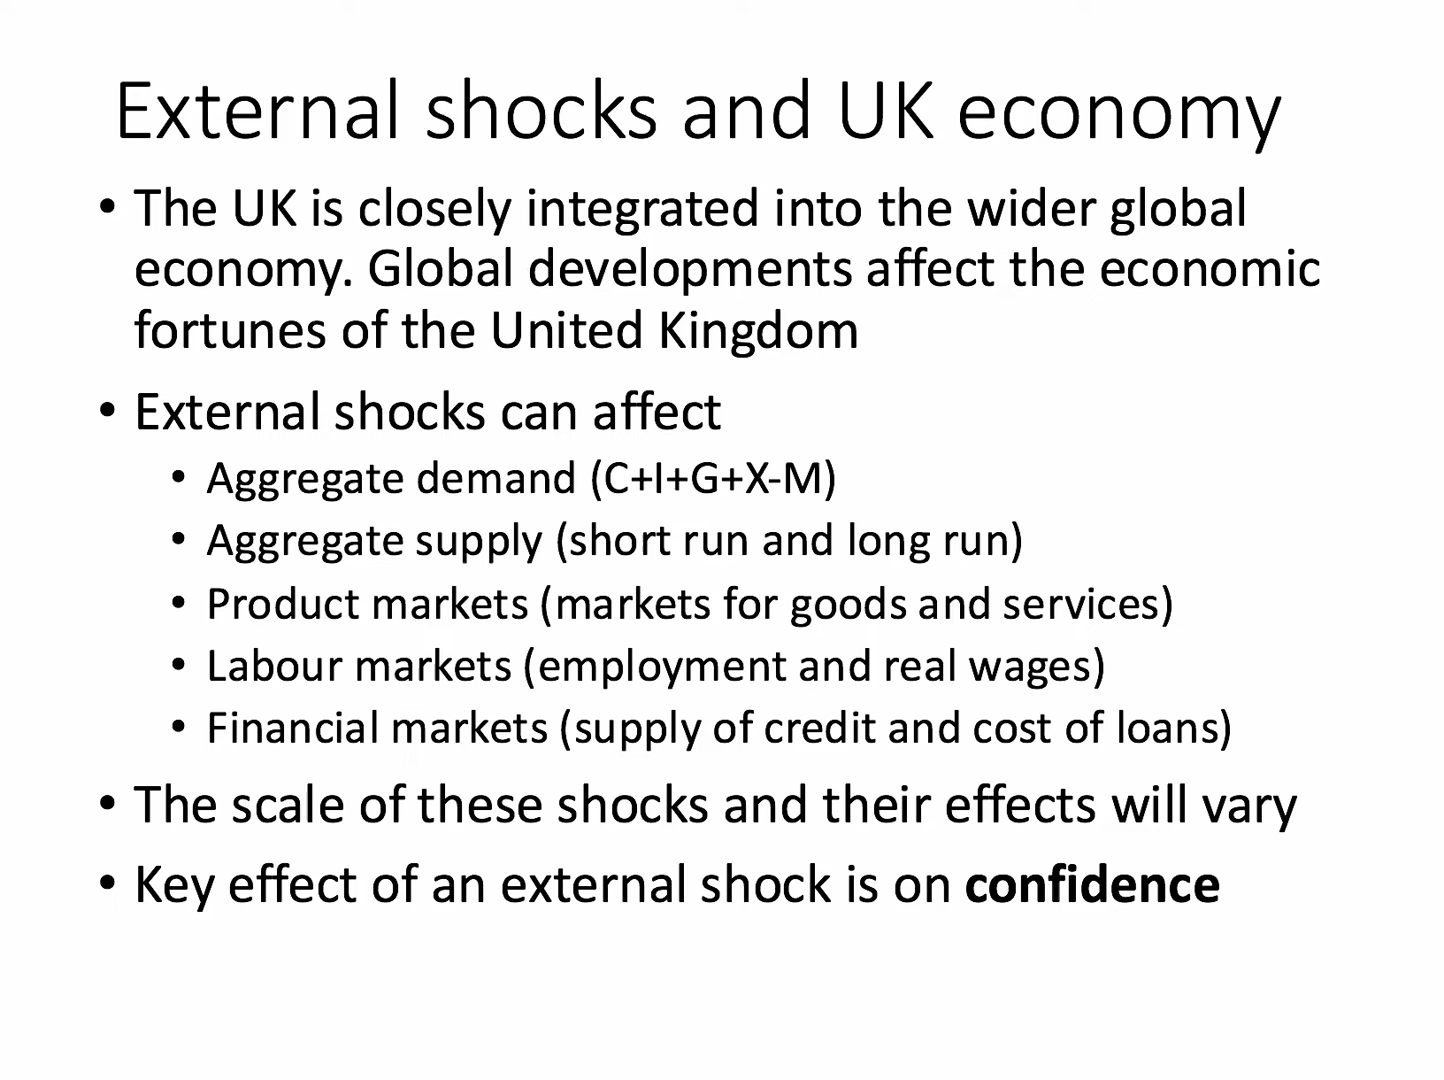 External shocks and UK economy
• The UK is closely integrated into the wider global
economy. Global developments affect the economic
fortunes of the United Kingdom
• External shocks can affect
• Aggregate demand (C+I+G+X-M)
• Aggregate supply (short run and long run)
• Product markets (markets for goods and services)
• Labour markets (employment and real wages)
• Financial markets (supply of credit and cost of loans)
• The scale of these shocks and their effects will vary
• Key effect of an external shock is on confidence